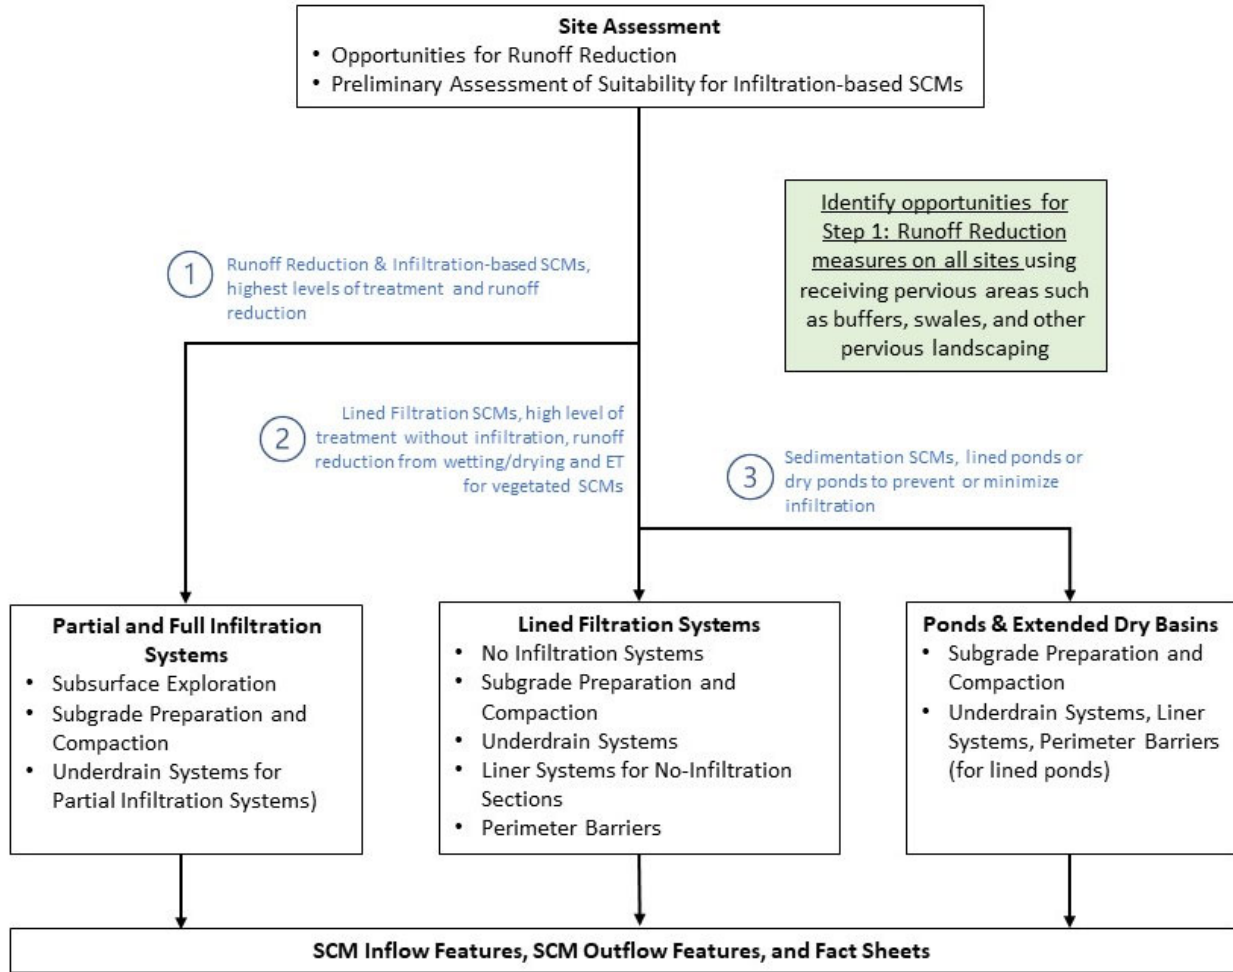 Site Assessment
• Opportunities for Runoff Reduction
• Preliminary Assessment of Suitability for Infiltration-based SCMs
Identify opportunities for
Step 1: Runoff Reduction
measures on all sites using
receiving pervious areas such
as buffers, swales, and other
pervious landscaping
1
Runoff Reduction & Infiltration-based SCMs,
highest levels of treatment and runoff
reduction
2
Lined Filtration SCMs, high level of
treatment without infiltration, runoff
reduction from wetting/drying and ET
for vegetated SCMs
3
Sedimentation SCMs, lined ponds or
dry ponds to prevent or minimize
infiltration
Partial and Full Infiltration
Systems
• Subsurface Exploration
• Subgrade Preparation and
Compaction
• Underdrain Systems for
Partial Infiltration Systems)
Lined Filtration Systems
• No Infiltration Systems
• Subgrade Preparation and
Compaction
• Underdrain Systems
• Liner Systems for No-Infiltration
Sections
• Perimeter Barriers
Ponds & Extended Dry Basins
• Subgrade Preparation and
Compaction
• Underdrain Systems, Liner
Systems, Perimeter Barriers
(for lined ponds)
SCM Inflow Features, SCM Outflow Features, and Fact Sheets